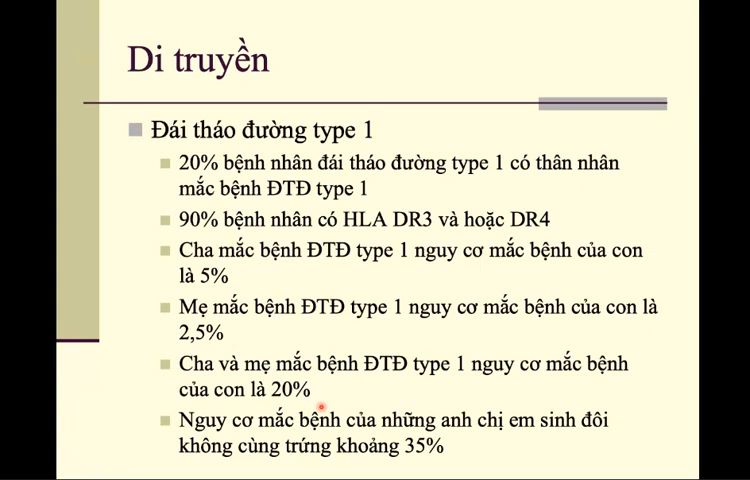 Di truyền
Đái tháo đường type 1
20% bệnh nhân đái tháo đường type 1 có thân nhân
mắc bệnh ĐTĐ type 1
90% bệnh nhân có HLA DR3 và hoặc DR4
Cha mắc bệnh ĐTĐ type 1 nguy cơ mắc bệnh của con
là 5%
Mẹ mắc bệnh ĐTĐ type 1 nguy cơ mắc bệnh của con là
2,5%
Cha và mẹ mắc bệnh ĐTĐ type 1 nguy cơ mắc bệnh
của con là 20%
Nguy cơ mắc bệnh của những anh chị em sinh đôi
không cùng trứng khoảng 35%